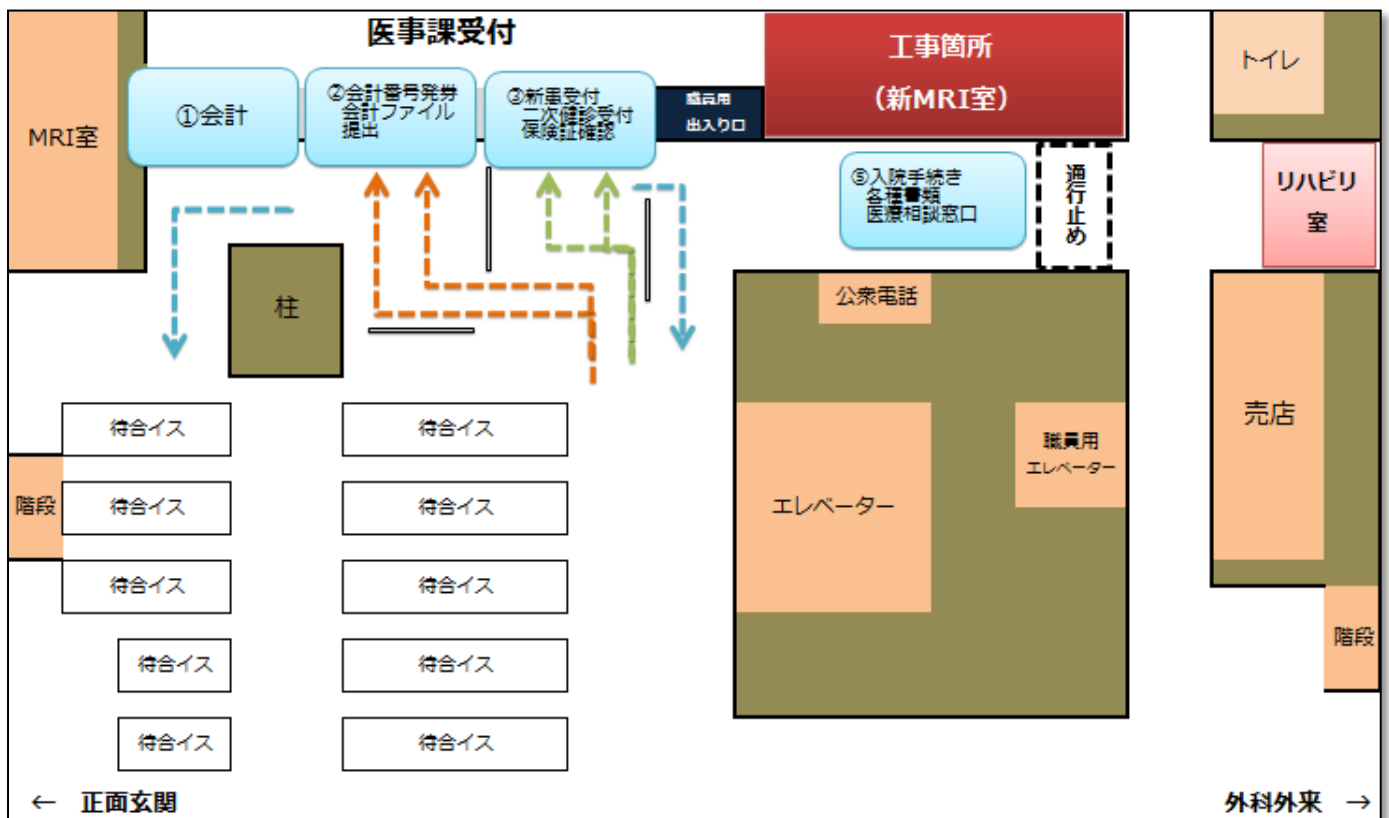 医事課受付
工事箇所
（新MRI室）
トイレ
MRI室
①会計
②会計番号発券
会計ファイル
提出
③新患受付
二次健診受付
保険証確認
職員用
出入り口
⑤入院手続き
各種書類
医療相談窓口
通行止め
リハビリ
室
柱
公衆電話
待合イス
待合イス
階段
待合イス
待合イス
エレベーター
職員用
エレベーター
売店
待合イス
待合イス
待合イス
待合イス
階段
待合イス
待合イス
← 正面玄関
外科外来 →